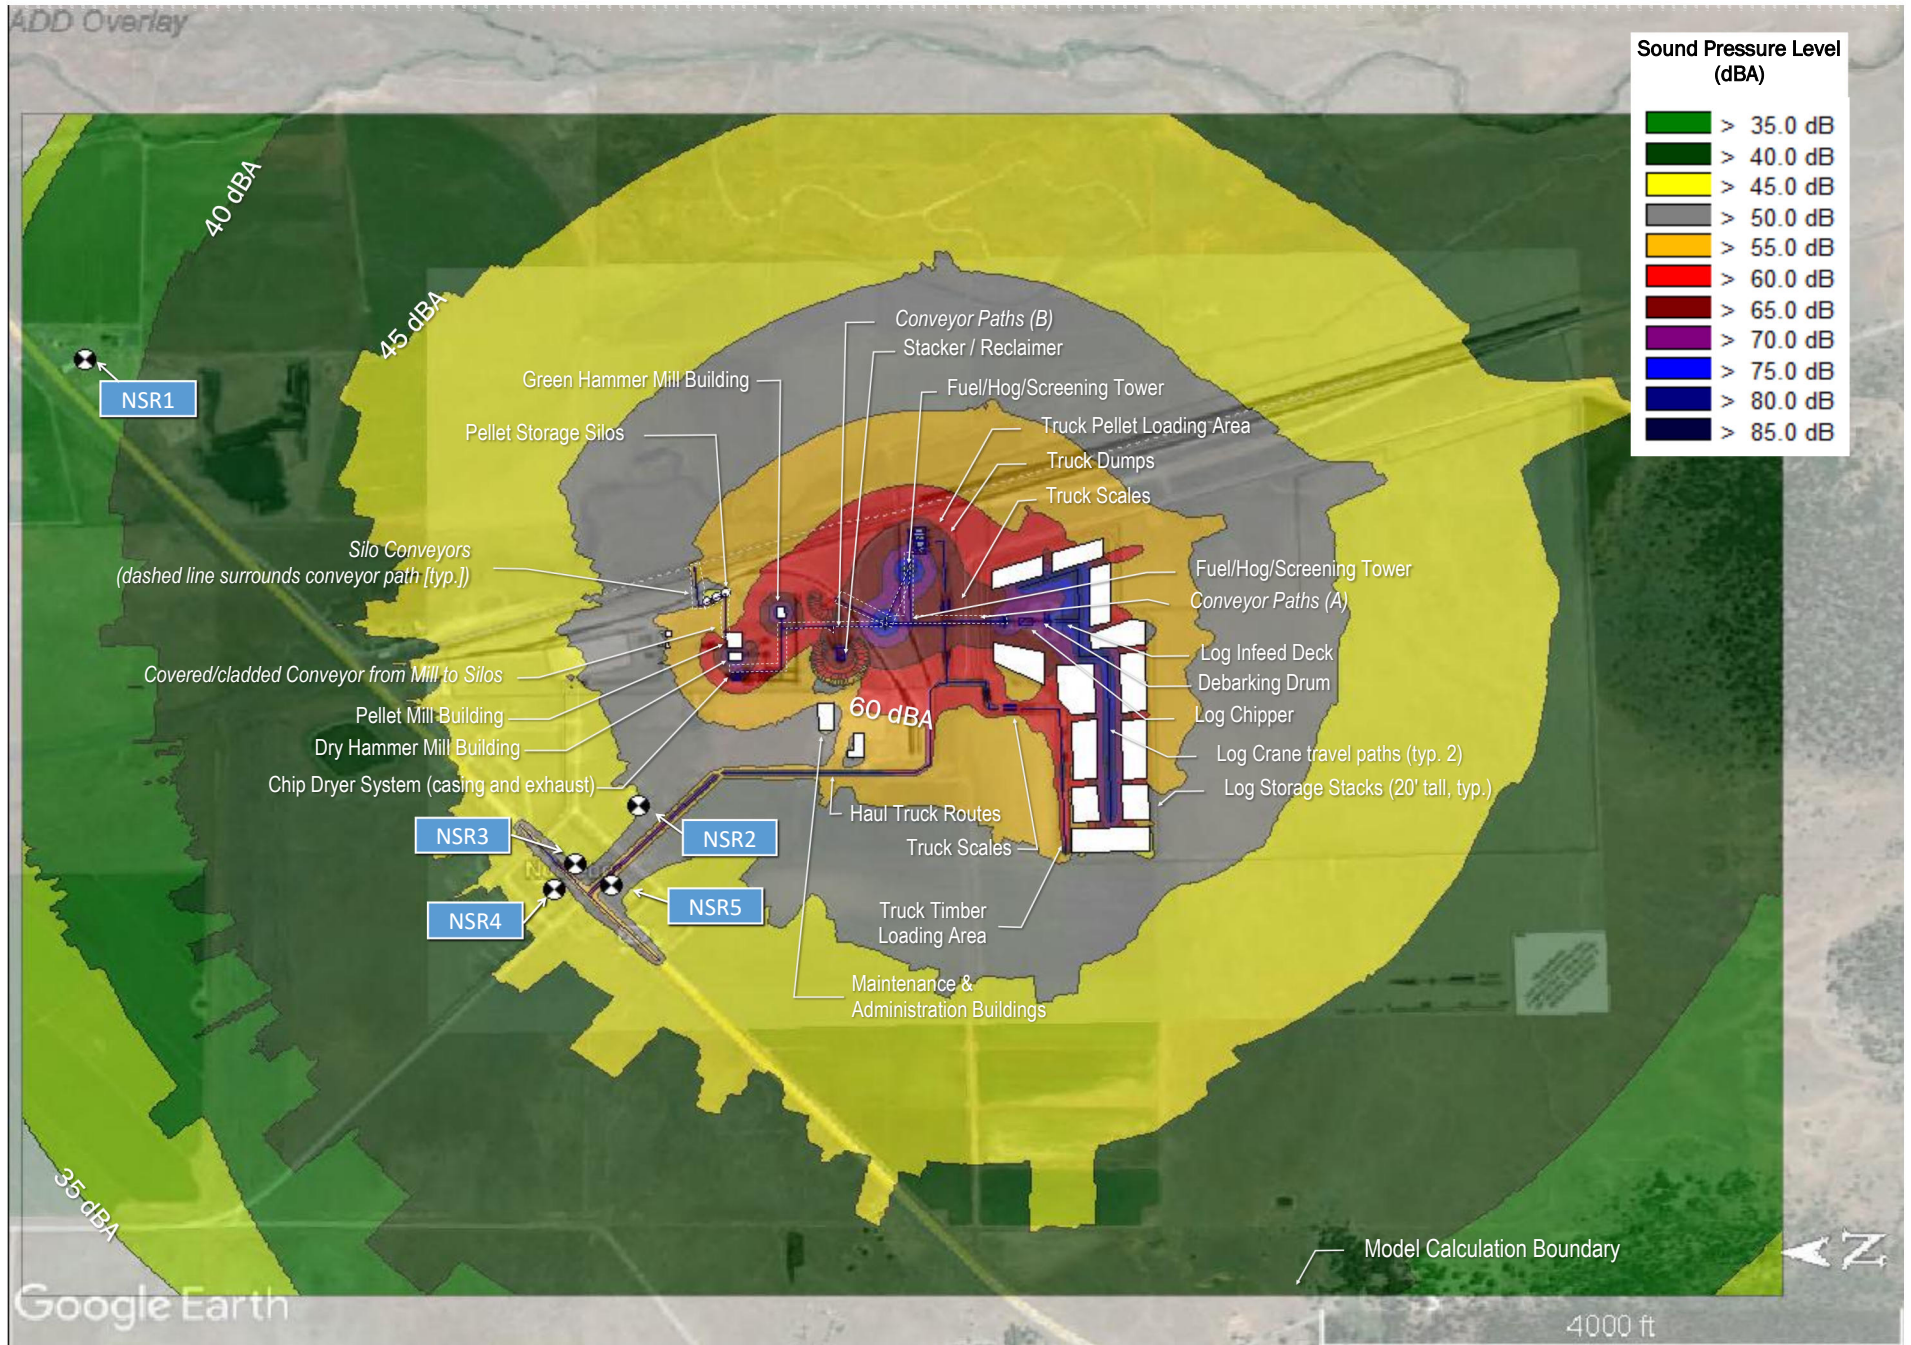 ADD Overlay
Sound Pressure Level
(dBA)
> 35.0 dB
> 40.0 dB
> 45.0 dB
> 50.0 dB
> 55.0 dB
> 60.0 dB
> 65.0 dB
> 70.0 dB
> 75.0 dB
> 80.0 dB
> 85.0 dB
40 dBA
45 dBA
NSR1
Conveyor Paths (B)
Stacker / Reclaimer
Green Hammer Mill Building
Fuel/Hog/Screening Tower
Pellet Storage Silos
Truck Pellet Loading Area
Truck Dumps
Truck Scales
Silo Conveyors
(dashed line surrounds conveyor path [typ.])
Fuel/Hog/Screening Tower
Conveyor Paths (A)
Covered/cladded Conveyor from Mill to Silos
Log Infeed Deck
Debarking Drum
Pellet Mill Building
60 dBA
Log Chipper
Dry Hammer Mill Building
Log Crane travel paths (typ. 2)
Chip Dryer System (casing and exhaust)
Log Storage Stacks (20' tall, typ.)
Haul Truck Routes
NSR3
NSR2
Truck Scales
NSR4
NSR5
Truck Timber
Loading Area
Maintenance &
Administration Buildings
35 dBA
Model Calculation Boundary
Z
Google Earth
4000 ft